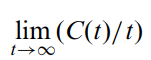 lim (C(t)/t)
t→∞